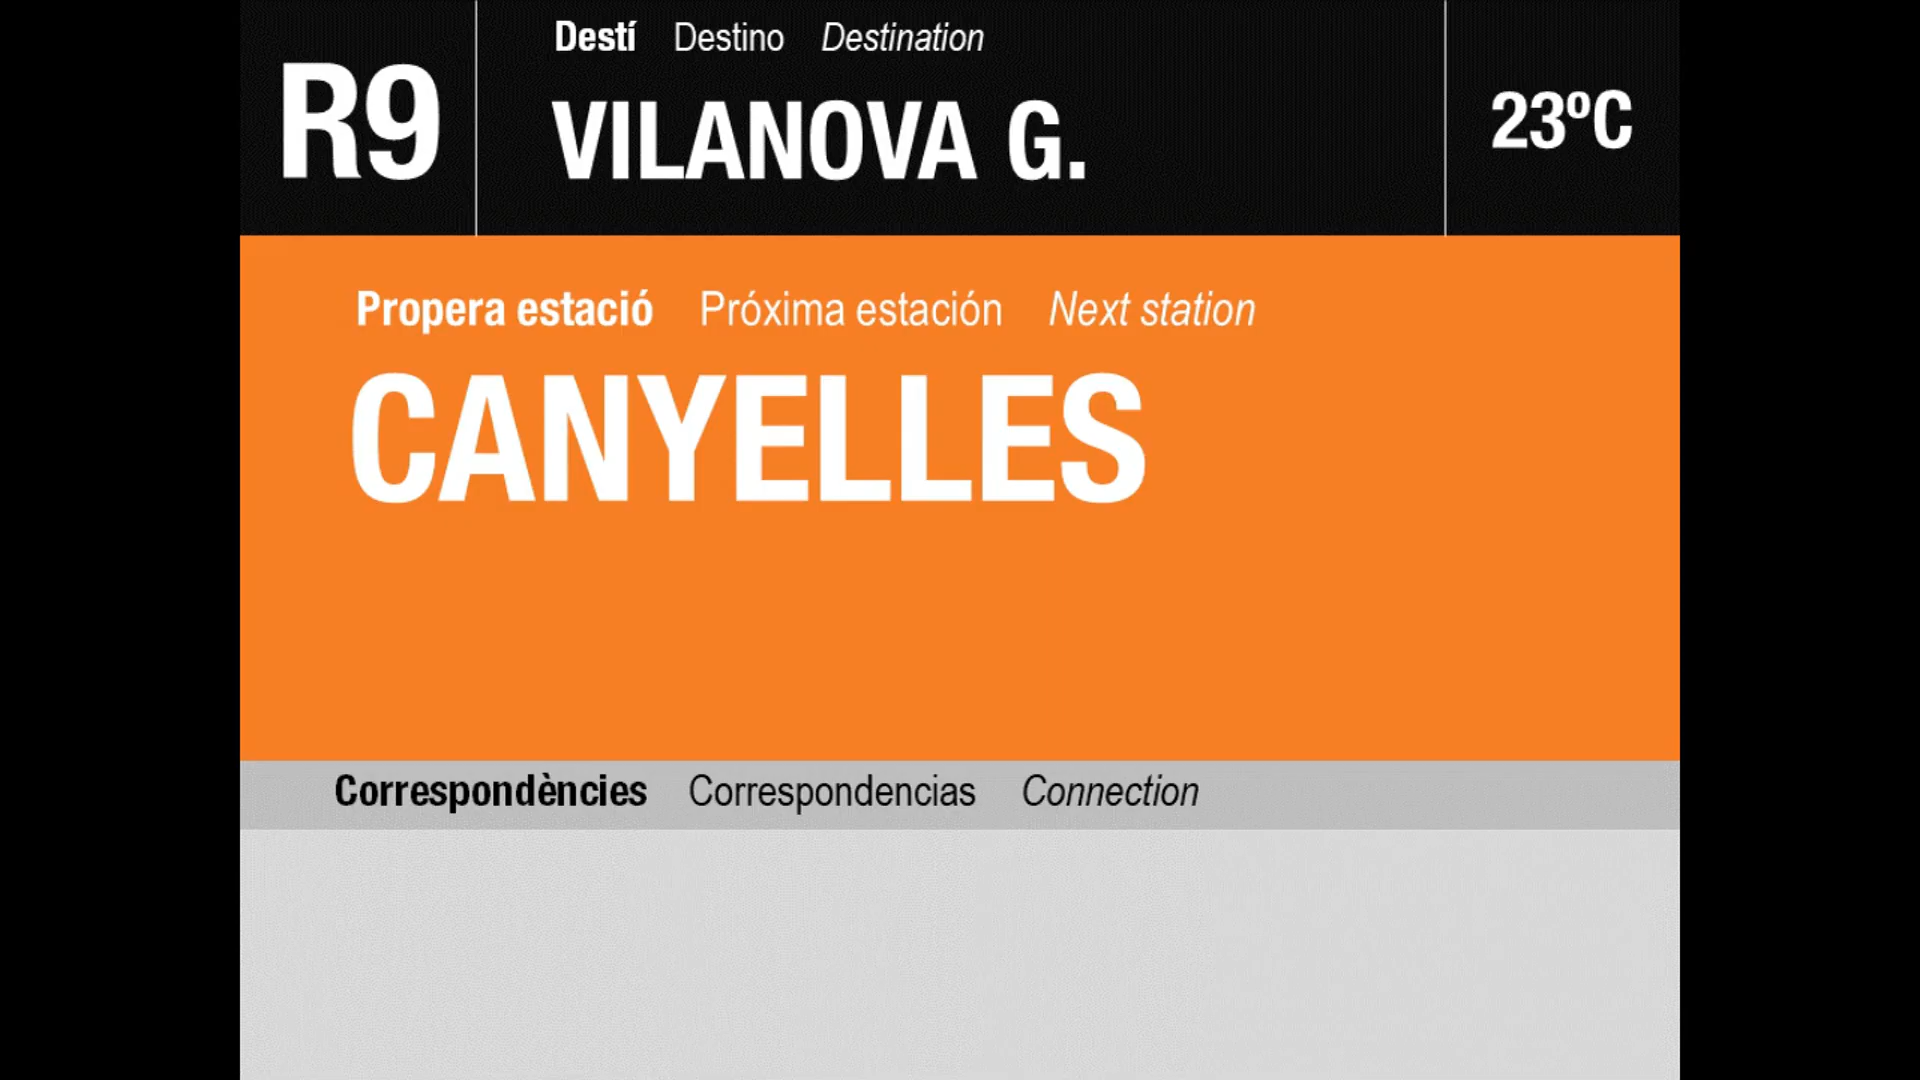 R9
Destí Destino Destination
VILANOVA G.
23ºC
Propera estació Próxima estación Next station
CANYELLES
Correspondències Correspondencias Connection